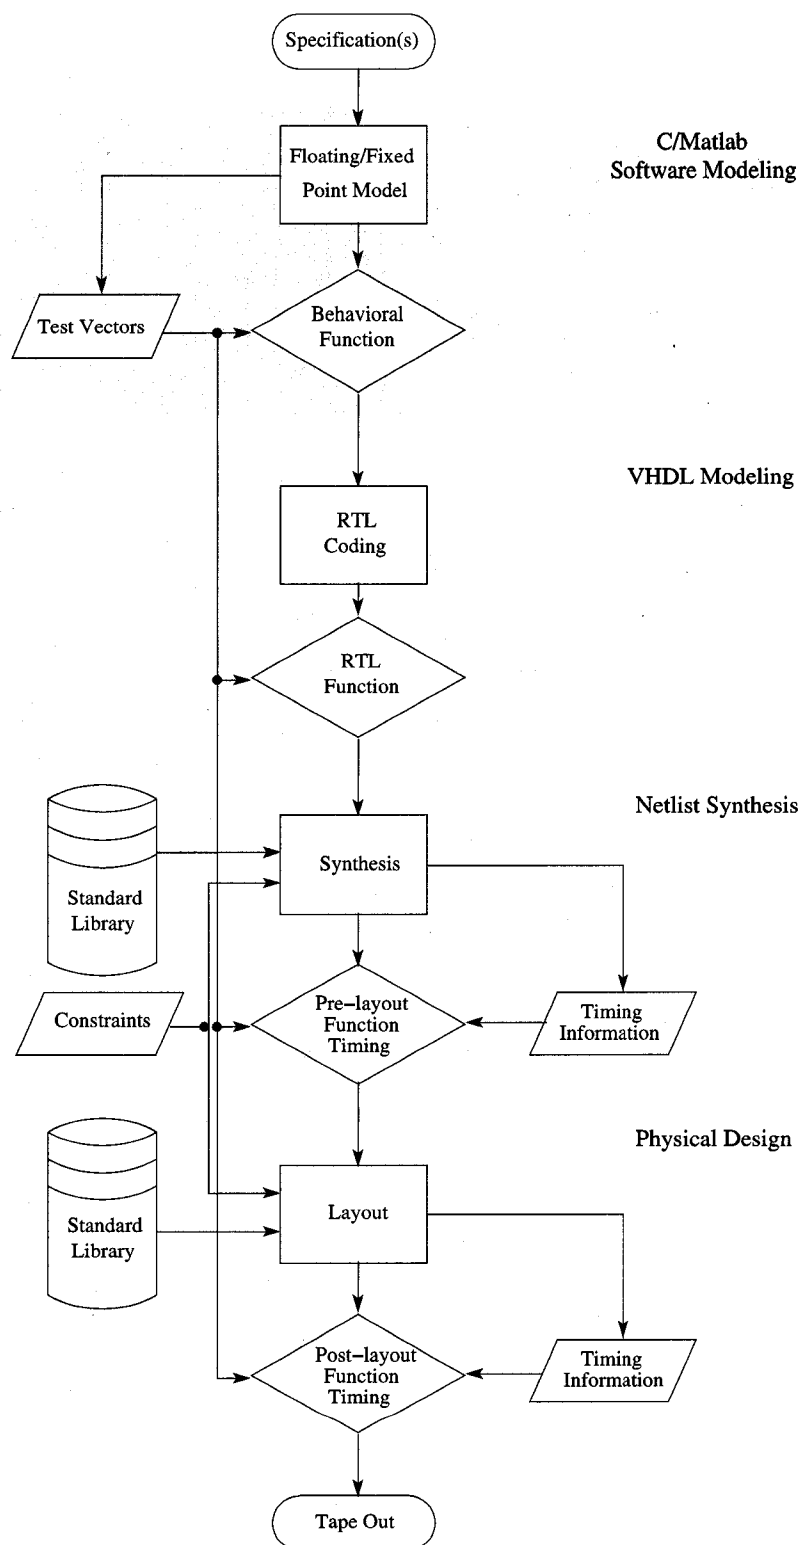 Specification(s)
Floating/Fixed
Point Model
C/Matlab
Software Modeling
Test Vectors
Behavioral
Function
VHDL Modeling
RTL
Coding
RTL
Function
Netlist Synthesis
Synthesis
Standard
Library
Constraints
Pre−layout
Function
Timing
Timing
Information
Physical Design
Layout
Standard
Library
Post−layout
Function
Timing
Timing
Information
Tape Out